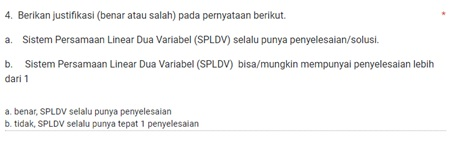 4. Berikan justifikasi (benar atau salah) pada pernyataan berikut. *
a. Sistem Persamaan Linear Dua Variabel (SPLDV) selalu punya penyelesaian/solusi.
b. Sistem Persamaan Linear Dua Variabel (SPLDV) bisa/mungkin mempunyai penyelesaian lebih
dari 1
a. benar, SPLDV selalu punya penyelesaian
b. tidak, SPLDV selalu punya tepat 1 penyelesaian